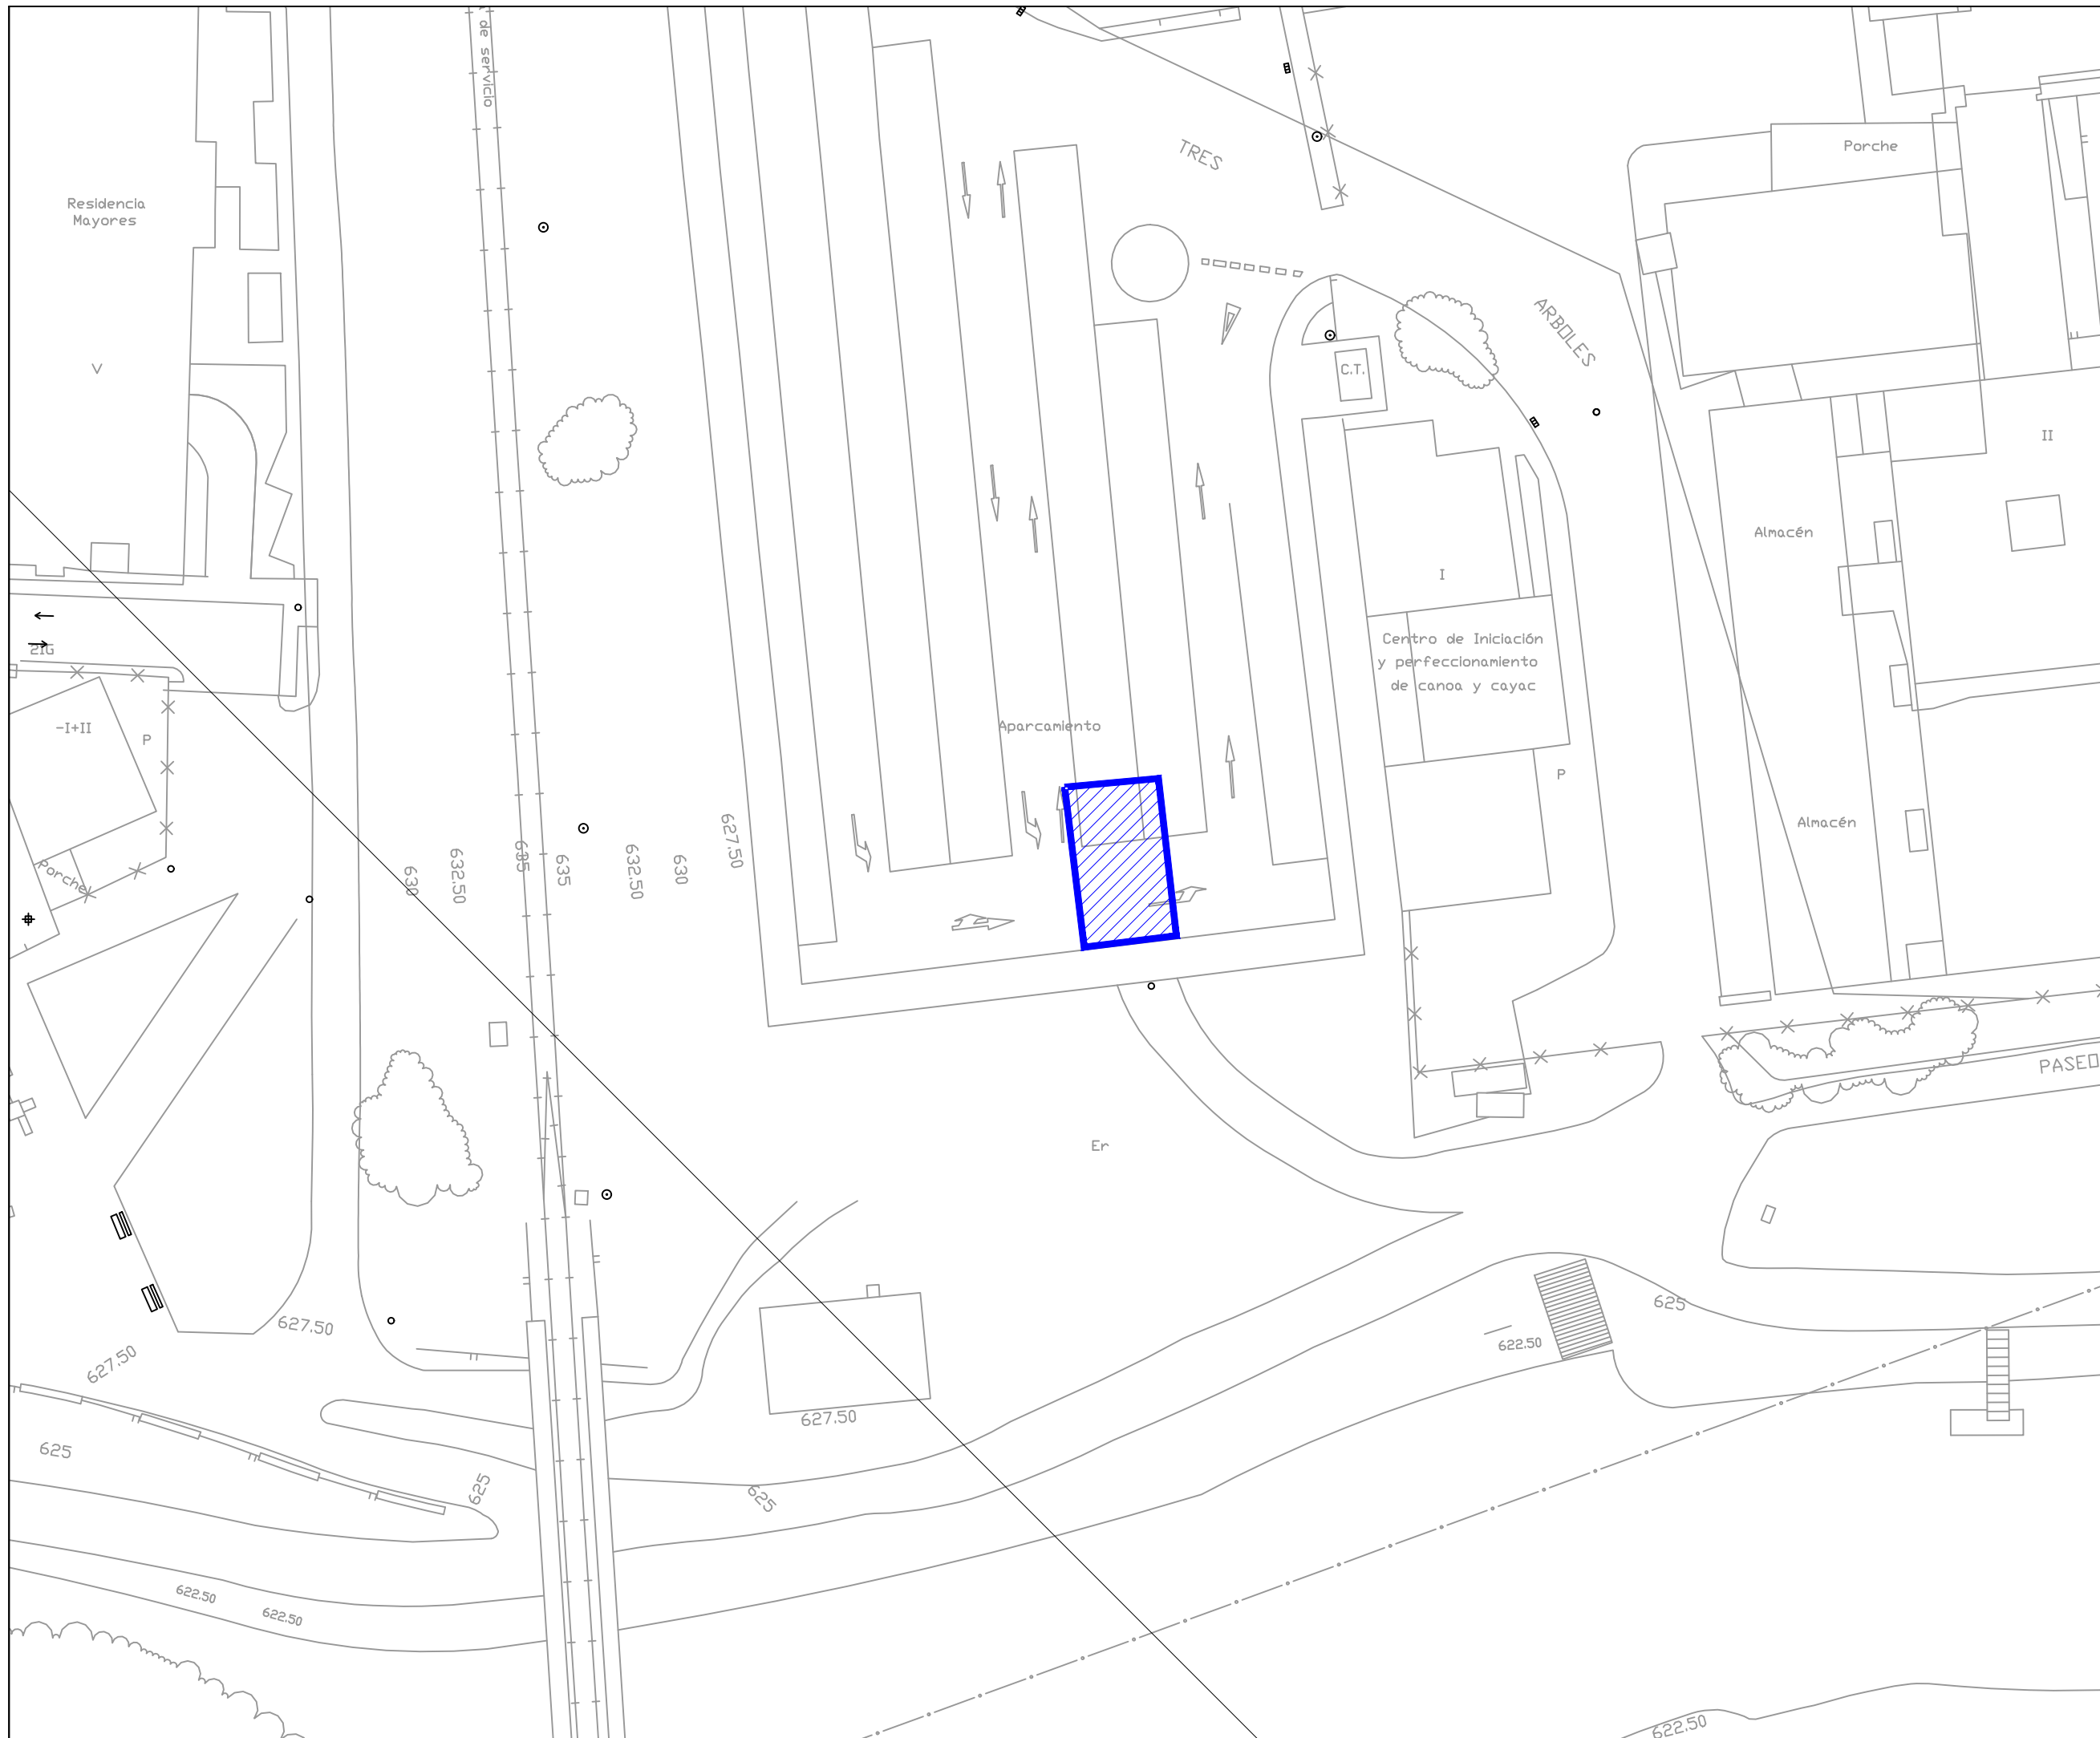 de servicio
TRES
Porche
Residencia
Mayores
ARBOLES
V
C.T.
II
Almacén
I
Centro de Iniciación
y perfeccionamiento
de canoa y cayac
-I+II
P
Aparcamiento
P
Almacén
Porche
630
632.50
635
635
632.50
630
627.50
PASEO
Er
625
622.50
627.50
627.50
627.50
625
625
625
622.50
622.50
622.50